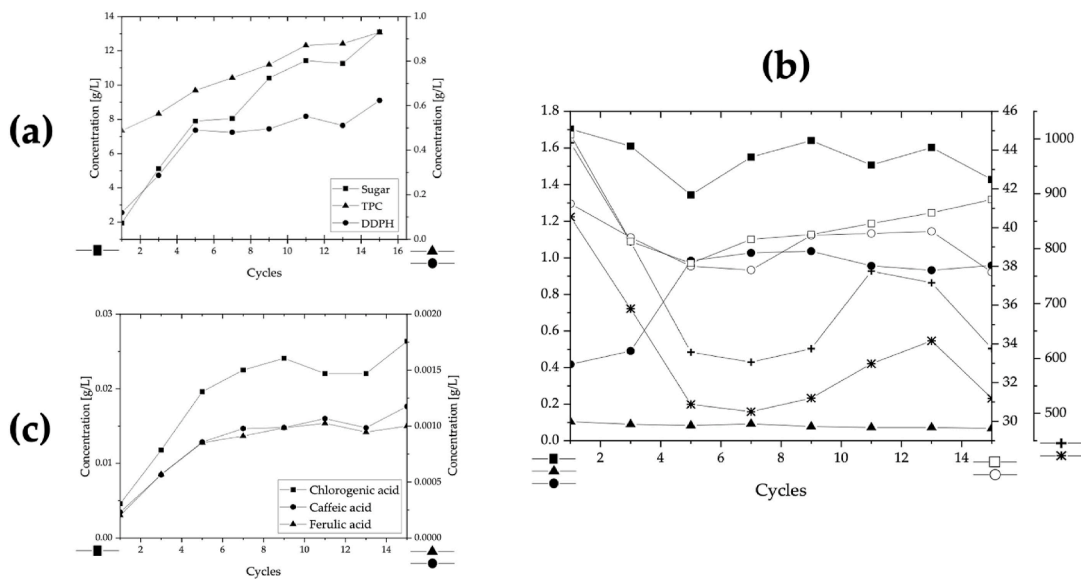 (a)
14
12
10
8
6
4
2
Concentration [g/L]
1.0
0.8
0.6
0.4
0.2
0.0
Concentration [g/L]
Sugar
TPC
DDPH
2 4 6 8 10 12 14 16
Cycles
(b)
1.8
1.6
1.4
1.2
1.0
0.8
0.6
0.4
0.2
0.0
46
44
42
40
38
36
34
32
30
1000
900
800
700
600
500
2 4 6 8 10 12 14
Cycles
(c)
0.03
0.02
0.01
0.00
Concentration [g/L]
0.0020
0.0015
0.0010
0.0005
0.0000
Concentration [g/L]
Chlorogenic acid
Caffeic acid
Ferulic acid
2 4 6 8 10 12 14
Cycles